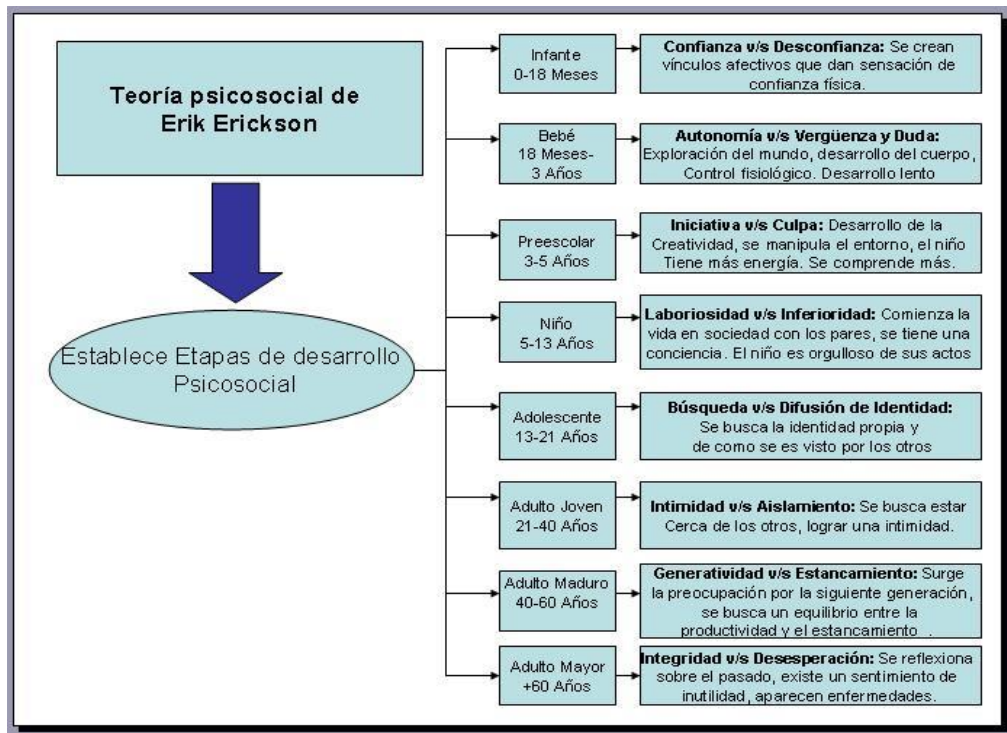 Teoría psicosocial de
Erik Erickson
Establece Etapas de desarrollo
Psicosocial
Infante
0-18 Meses
Confianza v/s Desconfianza: Se crean
vínculos afectivos que dan sensación de
confianza física.
Bebé
18 Meses-
3 Años
Autonomía v/s Vergüenza y Duda:
Exploración del mundo, desarrollo del cuerpo,
Control fisiológico. Desarrollo lento
Preescolar
3-5 Años
Iniciativa v/s Culpa: Desarrollo de la
Creatividad, se manipula el entorno, el niño
Tiene más energía. Se comprende más.
Niño
5-13 Años
Laboriosidad v/s Inferioridad: Comienza la
vida en sociedad con los pares, se tiene una
conciencia. El niño es orgulloso de sus actos
Adolescente
13-21 Años
Búsqueda v/s Difusión de Identidad:
Se busca la identidad propia y
de como se es visto por los otros
Adulto Joven
21-40 Años
Intimidad v/s Aislamiento: Se busca estar
Cerca de los otros, lograr una intimidad.
Adulto Maduro
40-60 Años
Generatividad v/s Estancamiento: Surge
la preocupación por la siguiente generación,
se busca un equilibrio entre la
productividad y el estancamiento .
Adulto Mayor
+60 Años
Integridad v/s Desesperación: Se reflexiona
sobre el pasado, existe un sentimiento de
inutilidad, aparecen enfermedades.